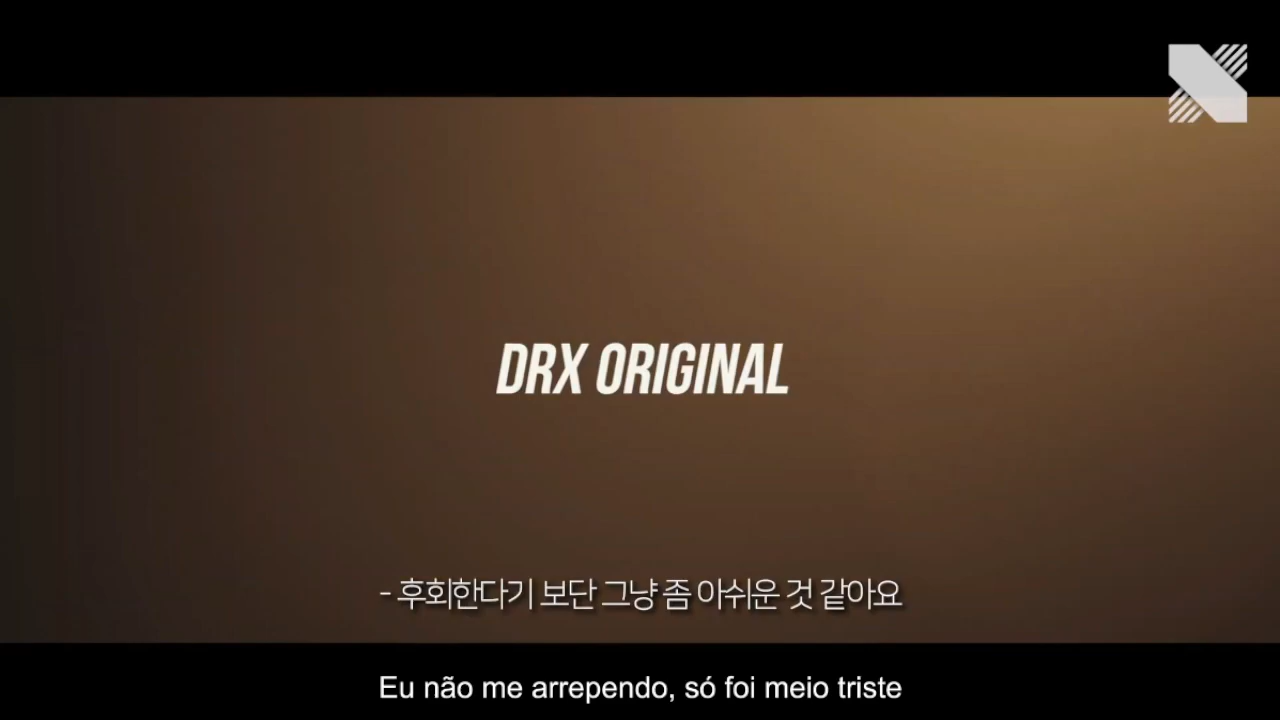 DRX ORIGINAL
- 후회한다기 보단 그냥 좀 아쉬운 것 같아요
Eu não me arrependo, só foi meio triste